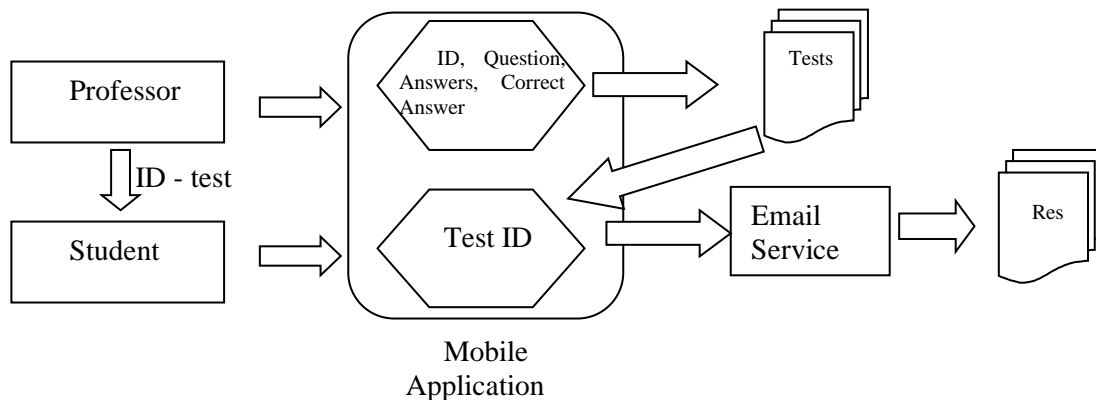 Professor
ID - test
Student
ID, Question,
Answers, Correct
Answer
Test ID
Tests
Email
Service
Res
Mobile
Application